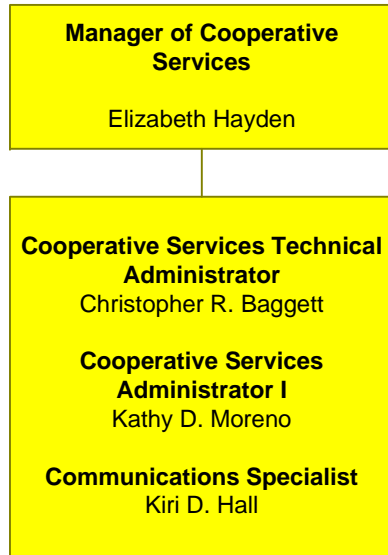 Manager of Cooperative
Services
Elizabeth Hayden
Cooperative Services Technical
Administrator
Christopher R. Baggett
Cooperative Services
Administrator I
Kathy D. Moreno
Communications Specialist
Kiri D. Hall